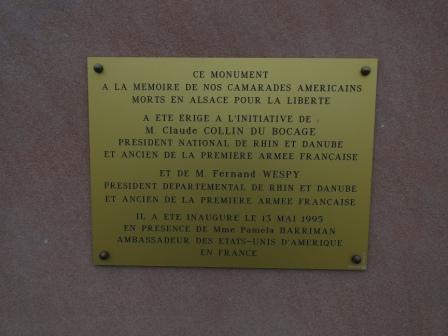 CE MONUMENT
A LA MEMOIRE DE NOS CAMARADES AMERICAINS
MORTS EN ALSACE POUR LA LIBERTE
A ETE ERIGE A L'INITIATIVE DE :
M. Claude COLLIN DU BOCAGE
PRESIDENT NATIONAL DE RHIN ET DANUBE
ET ANCIEN DE LA PREMIERE ARMEE FRANCAISE
ET DE M. Fernand WESPY
PRESIDENT DEPARTEMENTAL DE RHIN ET DANUBE
ET ANCIEN DE LA PREMIERE ARMEE FRANCAISE
IL A ETE INAUGURE LE 13 MAI 1995
EN PRESENCE DE Mme Pamela HARRIMAN
AMBASSADEUR DES ETATS-UNIS D'AMERIQUE
EN FRANCE